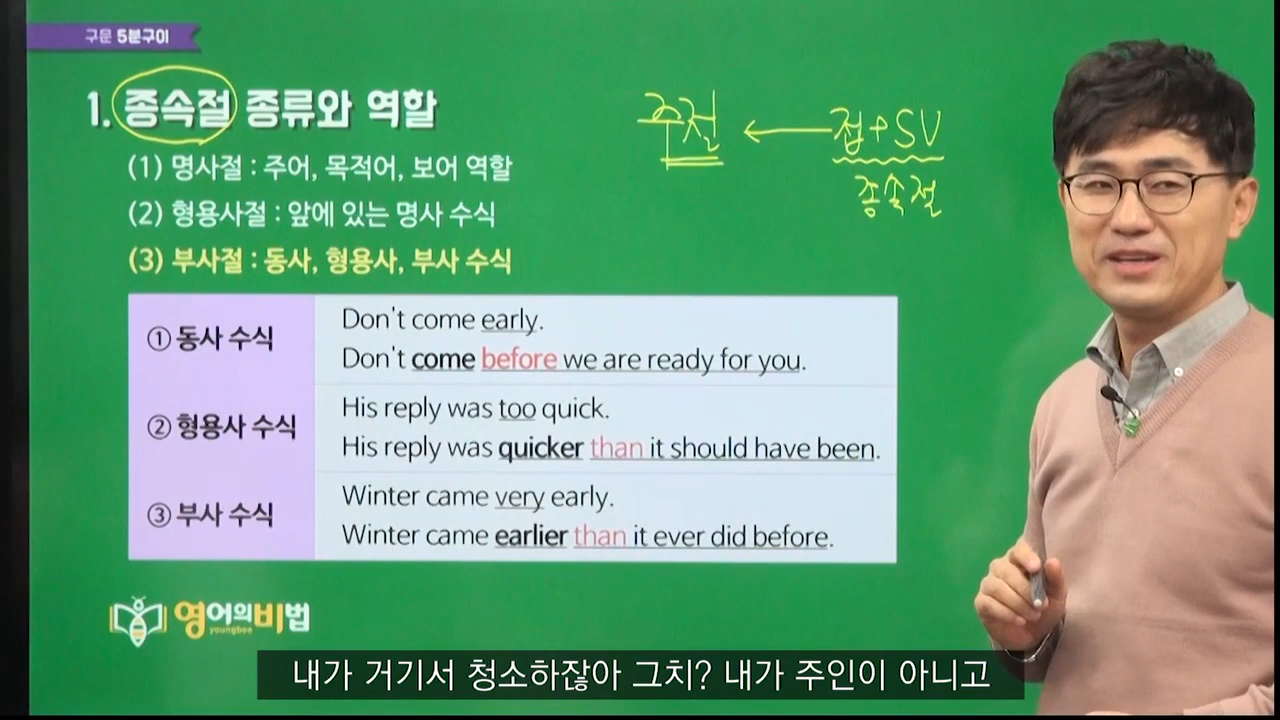 구문 5분구이
1. 종속절 종류와 역할
주절 ← 접+SV
종속절
(1) 명사절 : 주어, 목적어, 보어 역할
(2) 형용사절 : 앞에 있는 명사 수식
(3) 부사절 : 동사, 형용사, 부사 수식
① 동사 수식
Don't come early.
Don't come before we are ready for you.
② 형용사 수식
His reply was too quick.
His reply was quicker than it should have been.
③ 부사 수식
Winter came very early.
Winter came earlier than it ever did before.
영어의비법
youngbee
내가 거기서 청소하잖아 그치? 내가 주인이 아니고